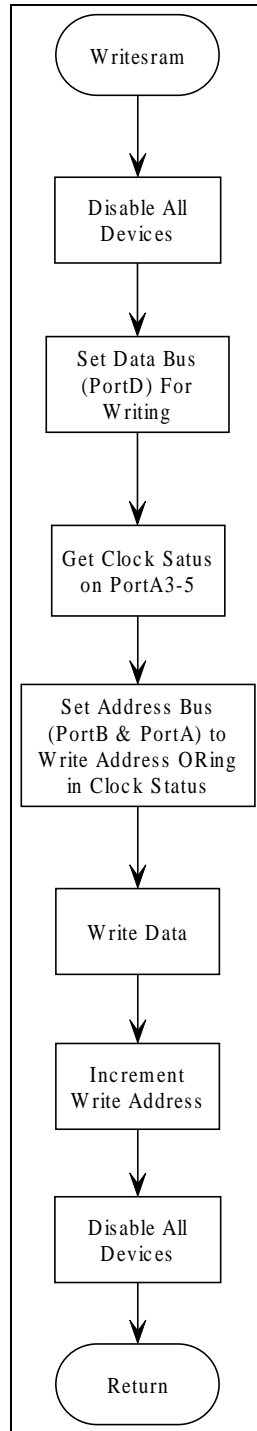 Writesram
Disable All
Devices
Set Data Bus
(PortD) For
Writing
Get Clock Satus
on PortA3-5
Set Address Bus
(PortB & PortA) to
Write Address ORing
in Clock Status
Write Data
Increment
Write Address
Disable All
Devices
Return